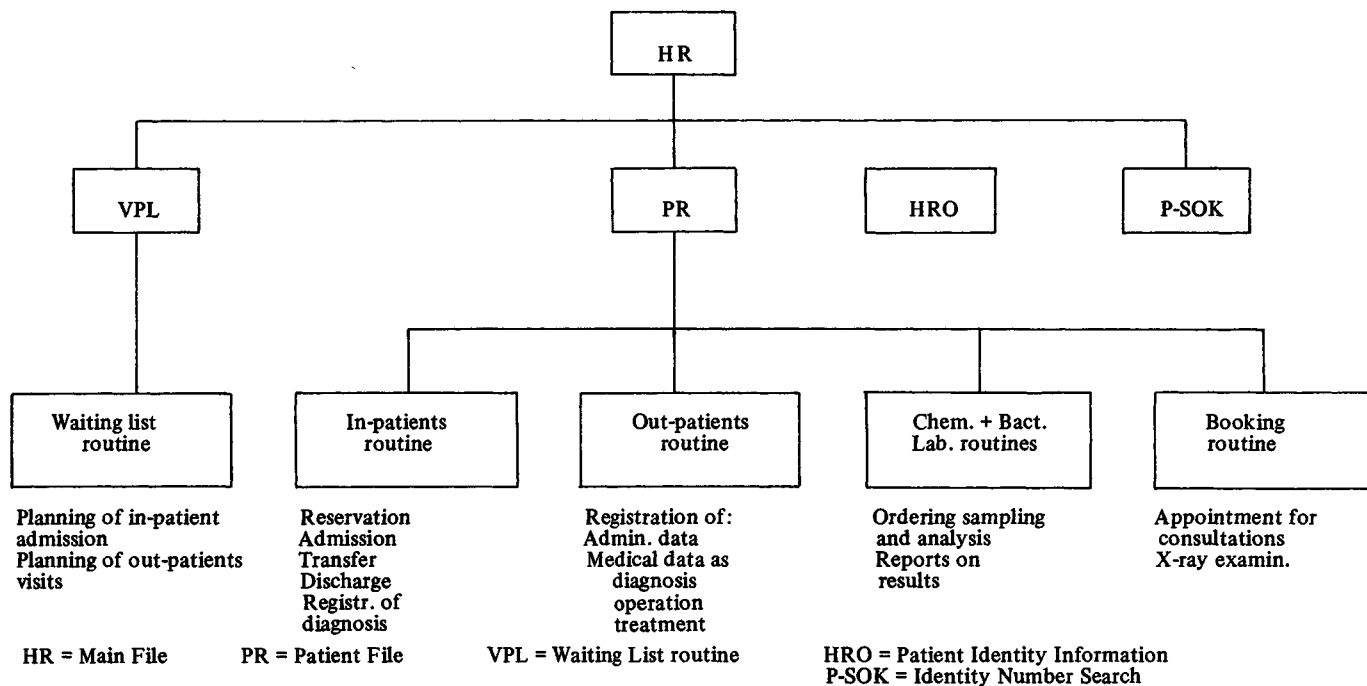 HR
VPL
PR
HRO
P-SOK
Waiting list
routine
In-patients
routine
Out-patients
routine
Chem. + Bact.
Lab. routines
Booking
routine
Planning of in-patient
admission
Planning of out-patients
visits
Reservation
Admission
Transfer
Discharge
Registr. of
diagnosis
Registration of:
Admin. data
Medical data as
diagnosis
operation
treatment
Ordering sampling
and analysis
Reports on
results
Appointment for
consultations
X-ray examin.
HR = Main File
PR = Patient File
VPL = Waiting List routine
HRO = Patient Identity Information
P-SOK = Identity Number Search